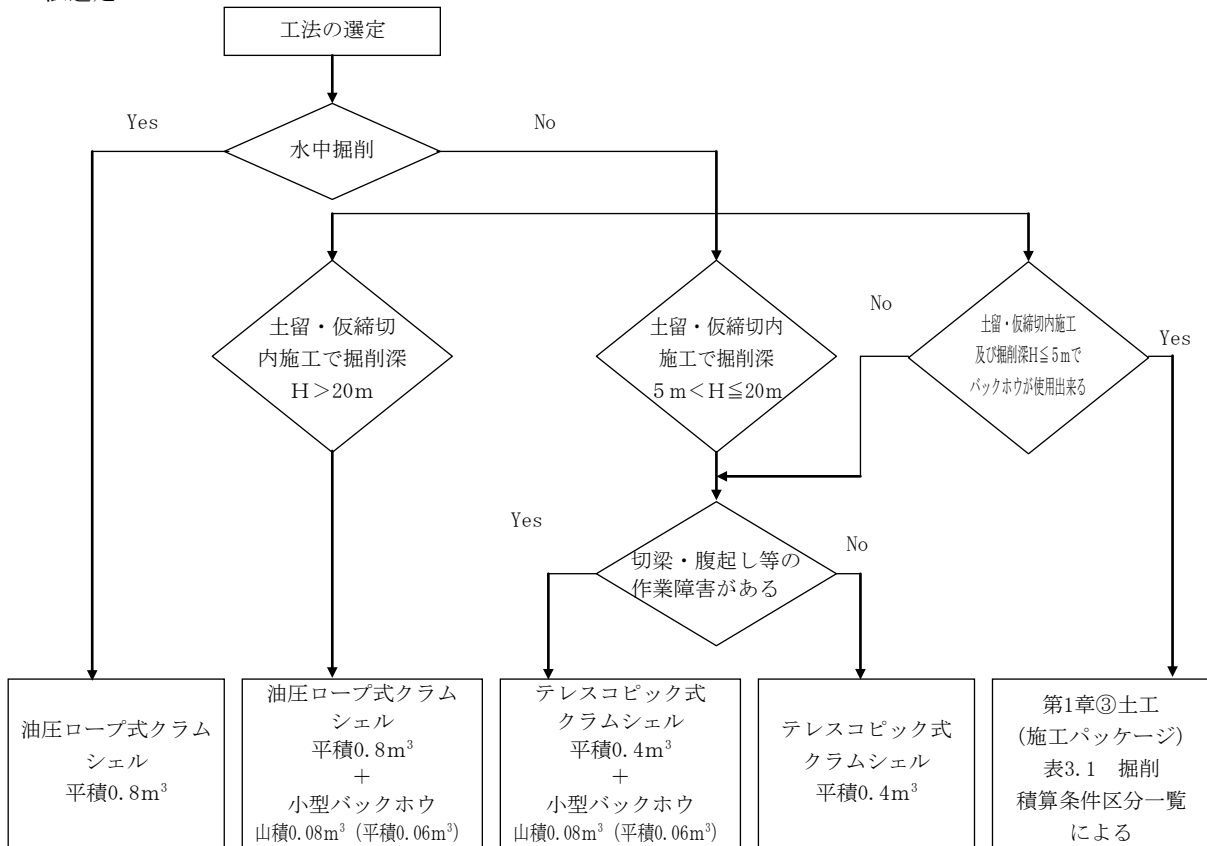 工法の選定
Yes
No
水中掘削
土留・仮締切
内施工で掘削深
H>20m
土留・仮締切内
施工で掘削深
5m<H≦20m
No
土留・仮締切内施工
及び掘削深H≦5mで
バックホウが使用出来る
Yes
Yes
切梁・腹起し等の
作業障害がある
No
油圧ロープ式クラム
シェル
平積0.8m³
油圧ロープ式クラム
シェル
平積0.8m³
+
小型バックホウ
山積0.08m³(平積0.06m³)
テレスコピック式
クラムシェル
平積0.4m³
+
小型バックホウ
山積0.08m³(平積0.06m³)
テレスコピック式
クラムシェル
平積0.4m³
第1章③土工
(施工パッケージ)
表3.1 掘削
積算条件区分一覧
による